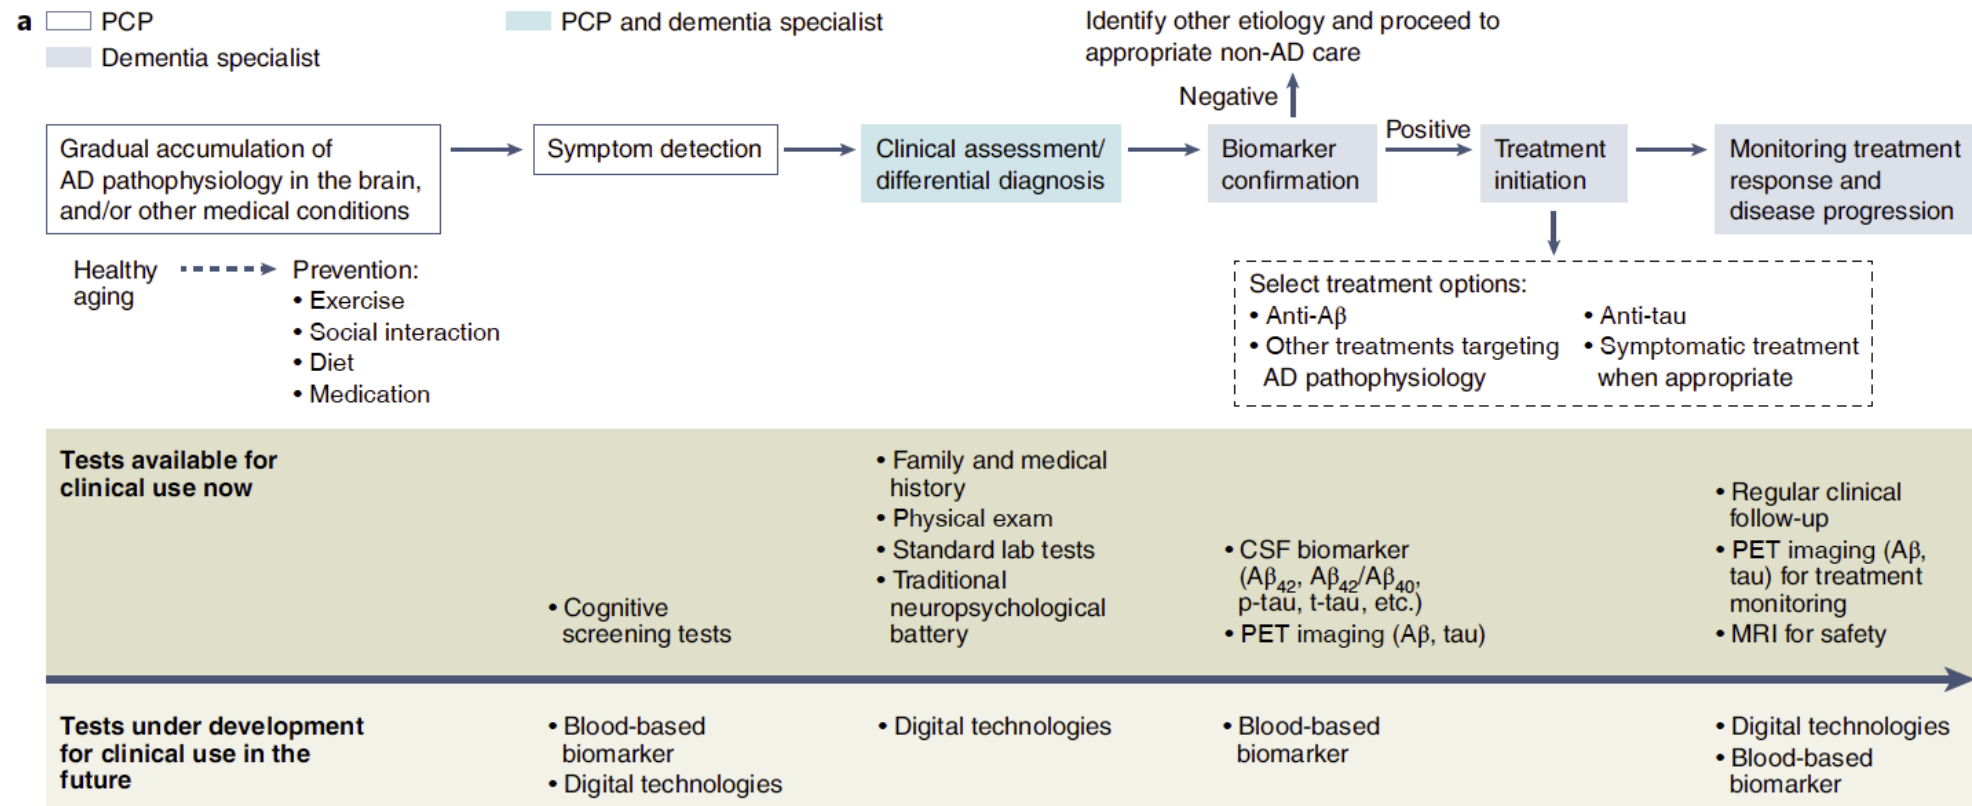 a
PCP
Dementia specialist
PCP and dementia specialist
Identify other etiology and proceed to
appropriate non-AD care
Negative
Gradual accumulation of
AD pathophysiology in the brain,
and/or other medical conditions
Symptom detection
Clinical assessment/
differential diagnosis
Biomarker
confirmation
Positive
Treatment
initiation
Monitoring treatment
response and
disease progression
Healthy
aging
Prevention:
• Exercise
• Social interaction
• Diet
• Medication
Select treatment options:
• Anti-Aβ
• Other treatments targeting
AD pathophysiology
• Anti-tau
• Symptomatic treatment
when appropriate
Tests available for
clinical use now
• Cognitive
screening tests
• Family and medical
history
• Physical exam
• Standard lab tests
• Traditional
neuropsychological
battery
• CSF biomarker
(Aβ42, Aβ42/Aβ40,
p-tau, t-tau, etc.)
• PET imaging (Aβ, tau)
• Regular clinical
follow-up
• PET imaging (Aβ,
tau) for treatment
monitoring
• MRI for safety
Tests under development
for clinical use in the
future
• Blood-based
biomarker
• Digital technologies
• Digital technologies
• Blood-based
biomarker
• Digital technologies
• Blood-based
biomarker